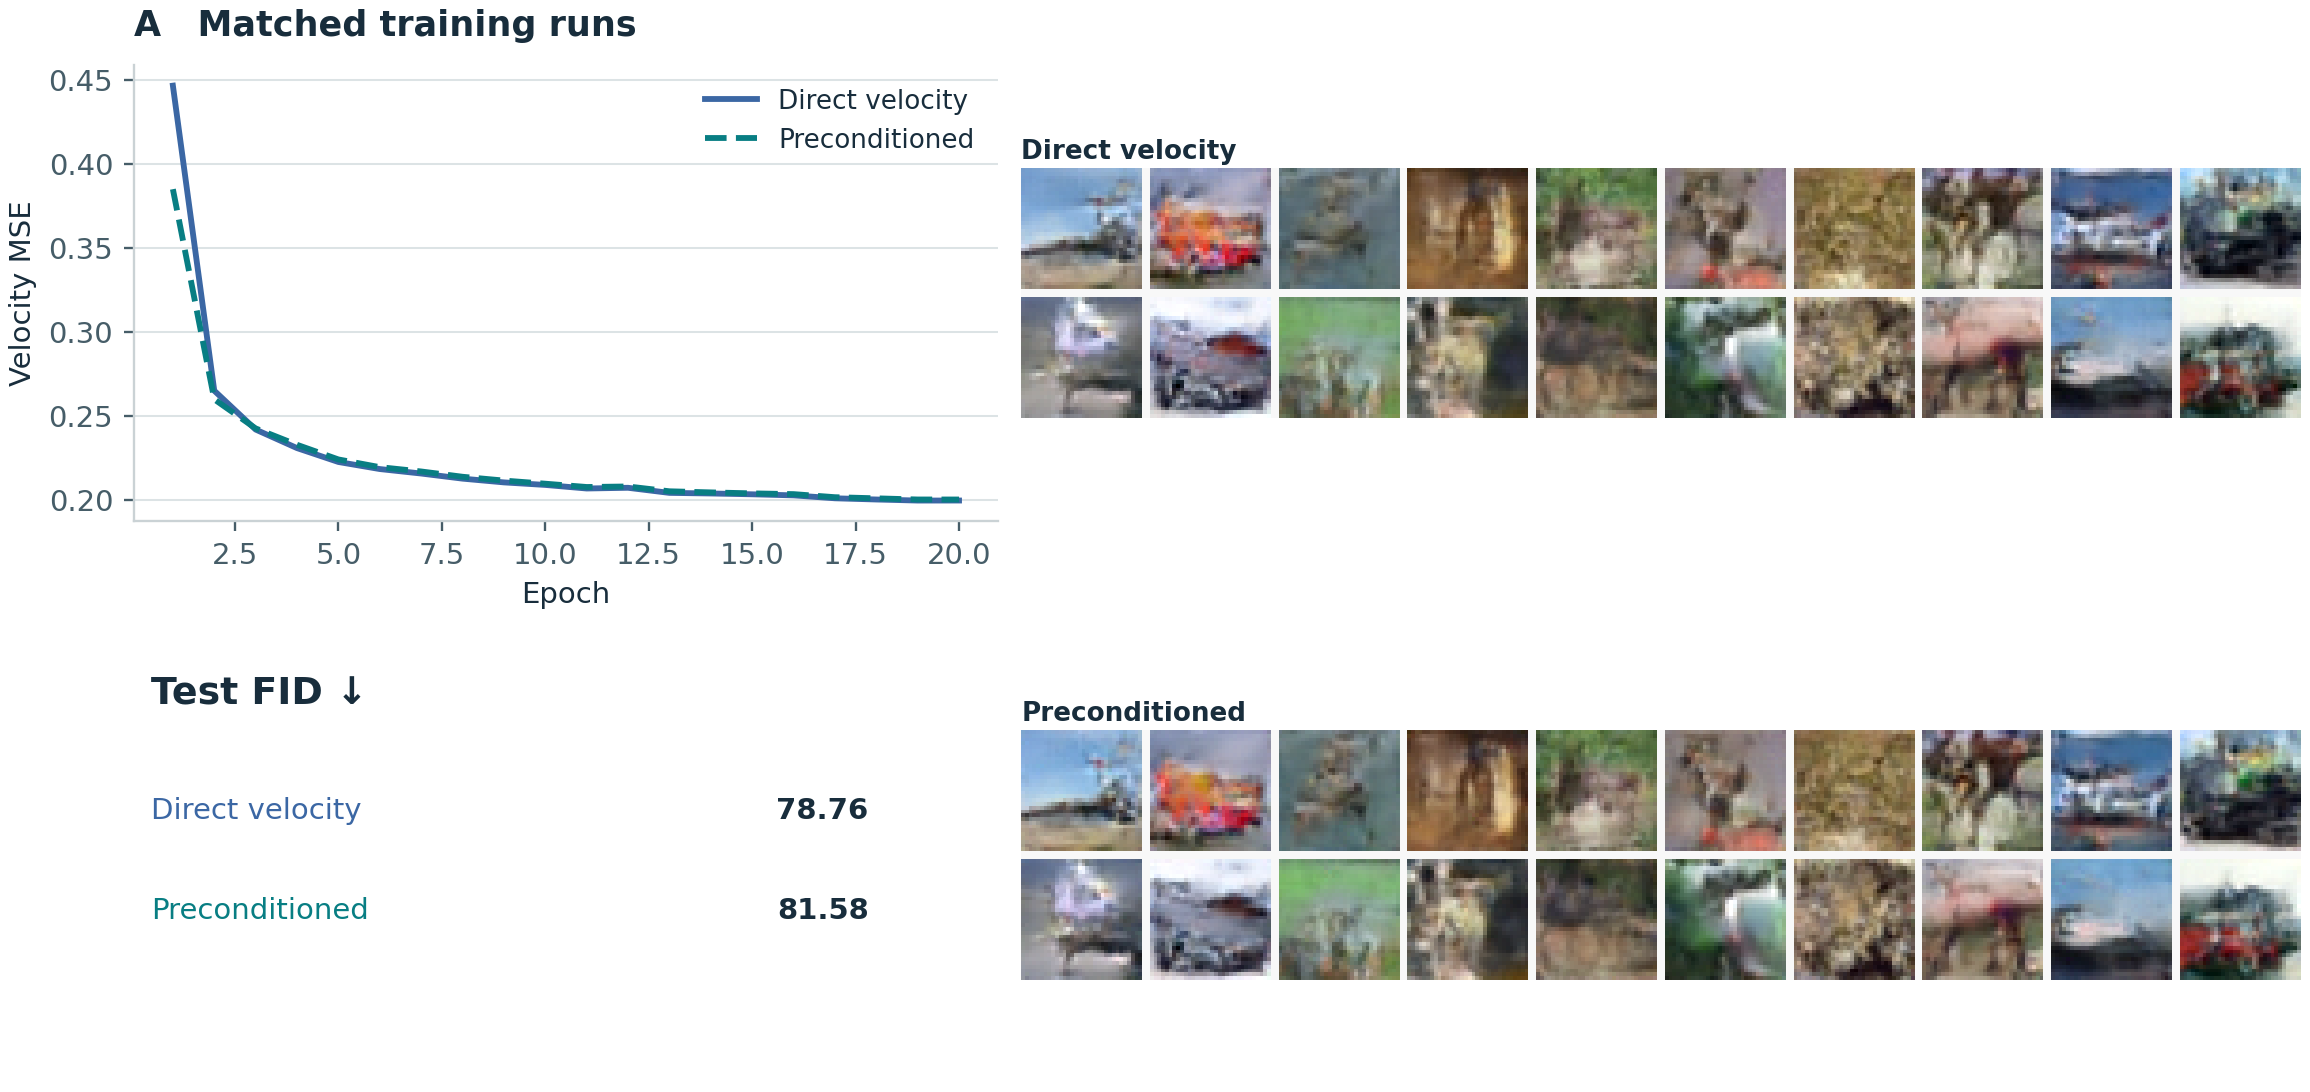 A   Matched training runs
0.45
0.40
0.35
0.30
0.25
0.20
Velocity MSE
Direct velocity
Preconditioned
2.5 5.0 7.5 10.0 12.5 15.0 17.5 20.0
Epoch
Direct velocity
Test FID ↓
Direct velocity 78.76
Preconditioned 81.58
Preconditioned